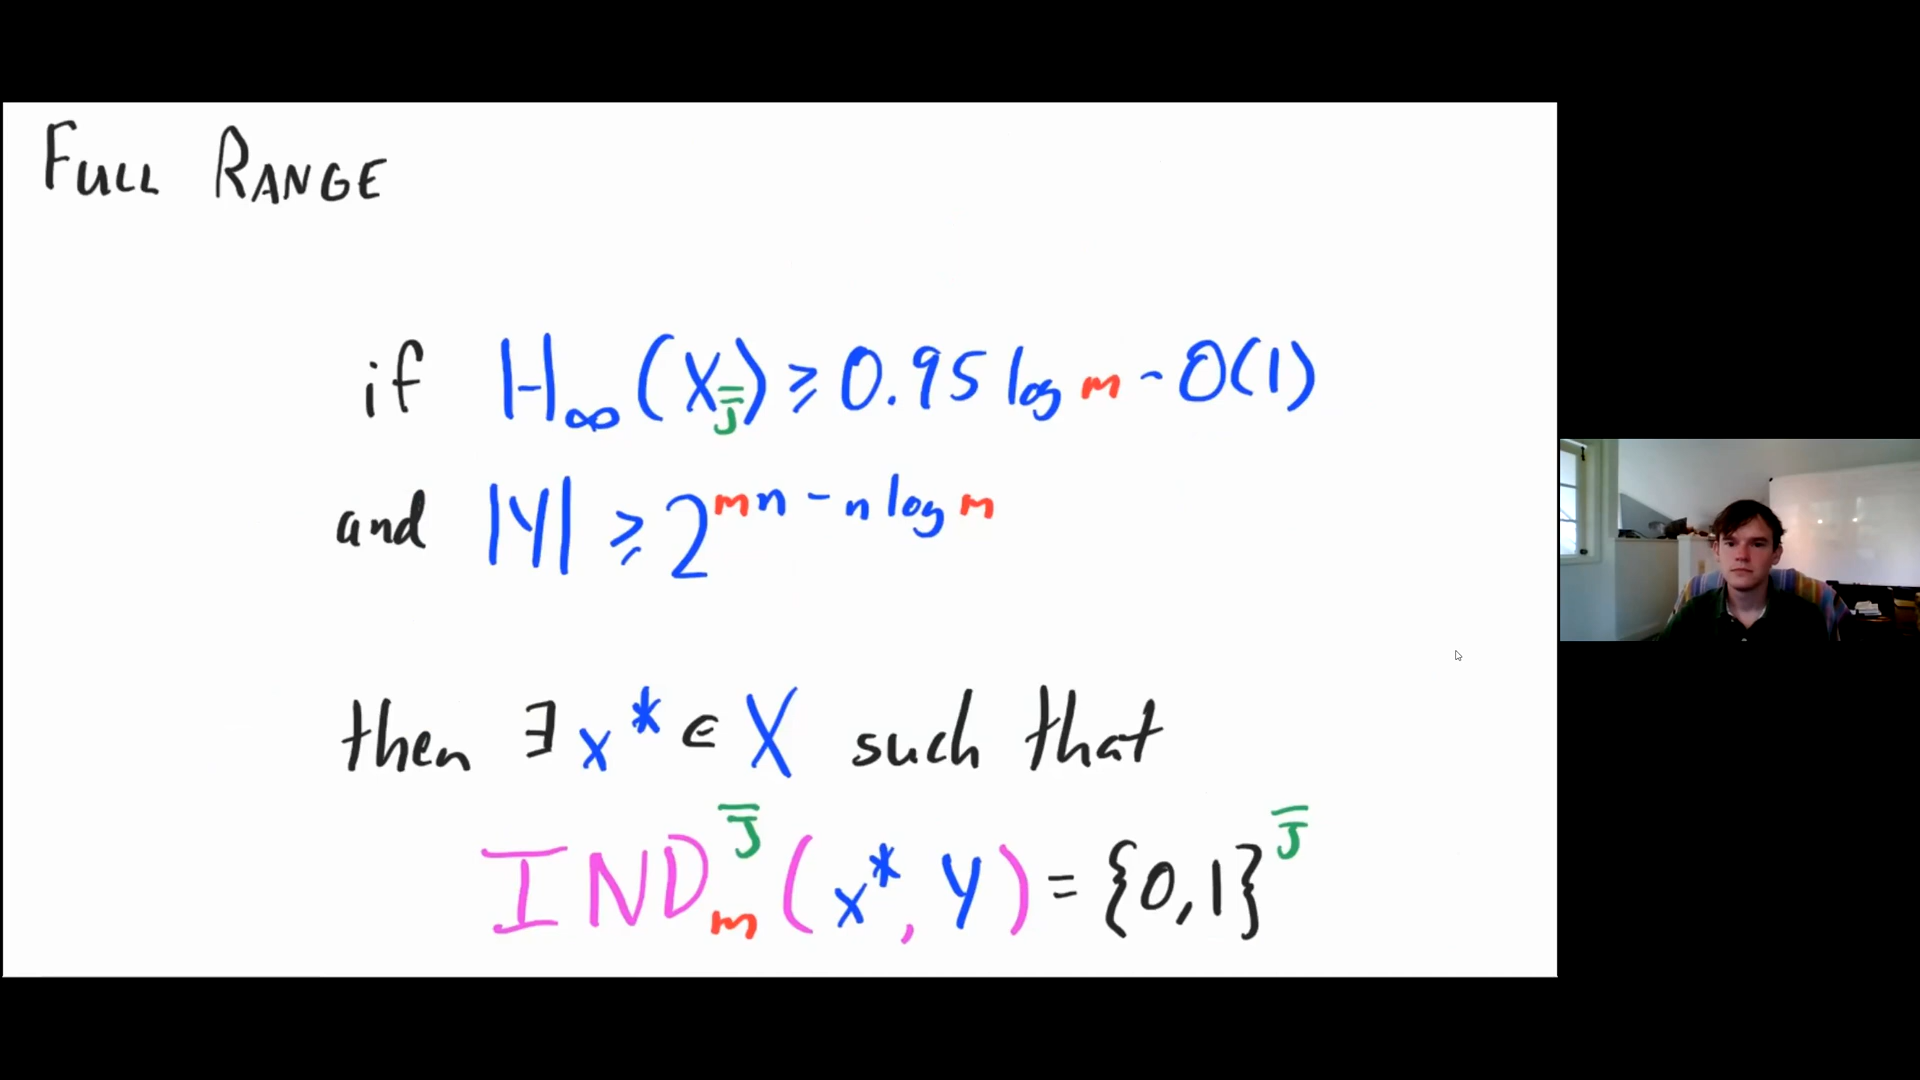 FULL RANGE
if H∞(X_J̅) ≥ 0.95 log m - O(1)
and |Y| ≥ 2^{mn - n log m}
then ∃ x* ∈ X such that
IND_m^J̅ (x*, Y) = {0,1}^J̅